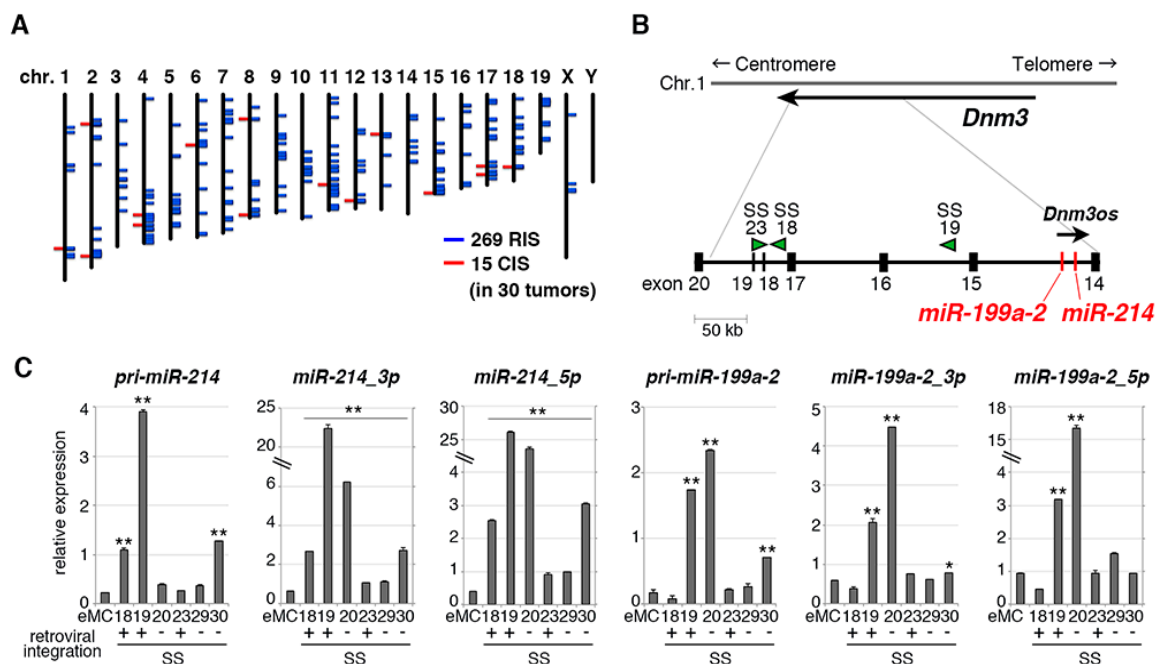 A
chr. 1 2 3 4 5 6 7 8 9 10 11 12 13 14 15 16 17 18 19 X Y
269 RIS
15 CIS
(in 30 tumors)
B
← Centromere Telomere →
Chr.1
Dnm3
SS SS SS
23 18 19
Dnm3os
exon 20 19 18 17 16 15 14
miR-199a-2 miR-214
50 kb
C
relative expression
pri-miR-214
4
3
2
1
0
** ** **
eMC 18 19 20 23 29 30
retroviral integration
+ + - + - -
SS
miR-214_3p
25
20
6
4
2
0
**
eMC 18 19 20 23 29 30
+ + - + - -
SS
miR-214_5p
30
25
4
3
2
1
0
**
eMC 18 19 20 23 29 30
+ + - + - -
SS
pri-miR-199a-2
3
2
1
0
** ** **
eMC 18 19 20 23 29 30
+ + - + - -
SS
miR-199a-2_3p
5
4
3
2
1
0
** ** *
eMC 18 19 20 23 29 30
+ + - + - -
SS
miR-199a-2_5p
18
15
4
3
2
1
0
** **
eMC 18 19 20 23 29 30
+ + - + - -
SS